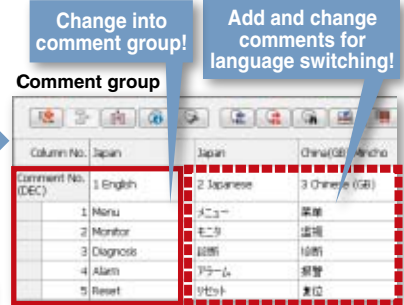 Change into
comment group!
Add and change
comments for
language switching!
Comment group
Column No. Japan Japan China(GB) Mincho
Comment No. (DEC) 1 English 2 Japanese 3 Chinese (GB)
1 Menu メニュー 菜单
2 Monitor モニタ 监视
3 Diagnosis 診断 诊断
4 Alarm アラーム 报警
5 Reset リセット 复位